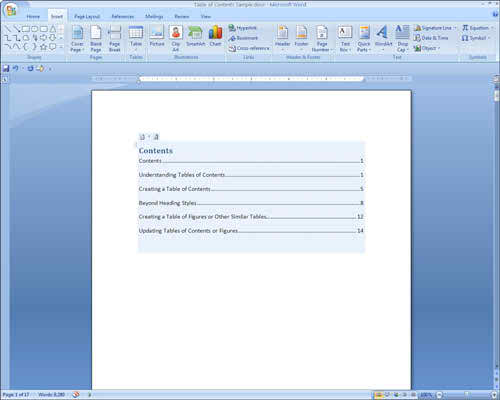 Table of Contents Sample.docx - Microsoft Word
Home Insert Page Layout References Mailings Review View
Cover Page Blank Page Page Break Table Picture Clip Art SmartArt Chart Hyperlink Bookmark Cross-reference Header Footer Page Number Text Box Quick Parts WordArt Drop Cap Signature Line Date & Time Object Equation Symbol
Shapes Pages Tables Illustrations Links Header & Footer Text Symbols
Contents
Contents 1
Understanding Tables of Contents 1
Creating a Table of Contents 5
Beyond Heading Styles 8
Creating a Table of Figures or Other Similar Tables 12
Updating Tables of Contents or Figures 14
Page 1 of 17 Words: 8,280 100%